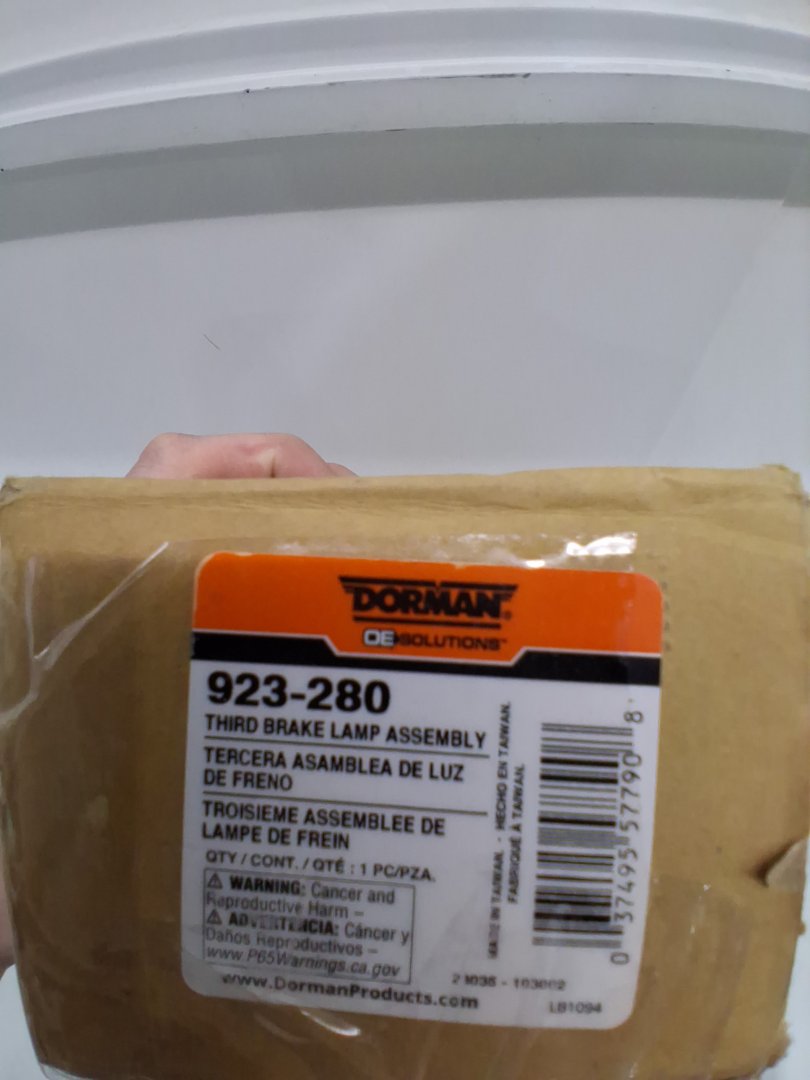 DORMAN®
OE SOLUTIONS™
923-280
THIRD BRAKE LAMP ASSEMBLY
TERCERA ASAMBLEA DE LUZ
DE FRENO
TROISIEME ASSEMBLEE DE
LAMPE DE FREIN
QTY / CONT. / QTÉ : 1 PC/PZA.
⚠ WARNING: Cancer and
Reproductive Harm –
⚠ ADVERTENCIA: Cáncer y
Daños Reproductivos –
www.P65Warnings.ca.gov
www.DormanProducts.com
MADE IN TAIWAN. - HECHO EN TAIWAN.
FABRIQUÉ À TAIWAN.
0 37495 57790 8
LB1094